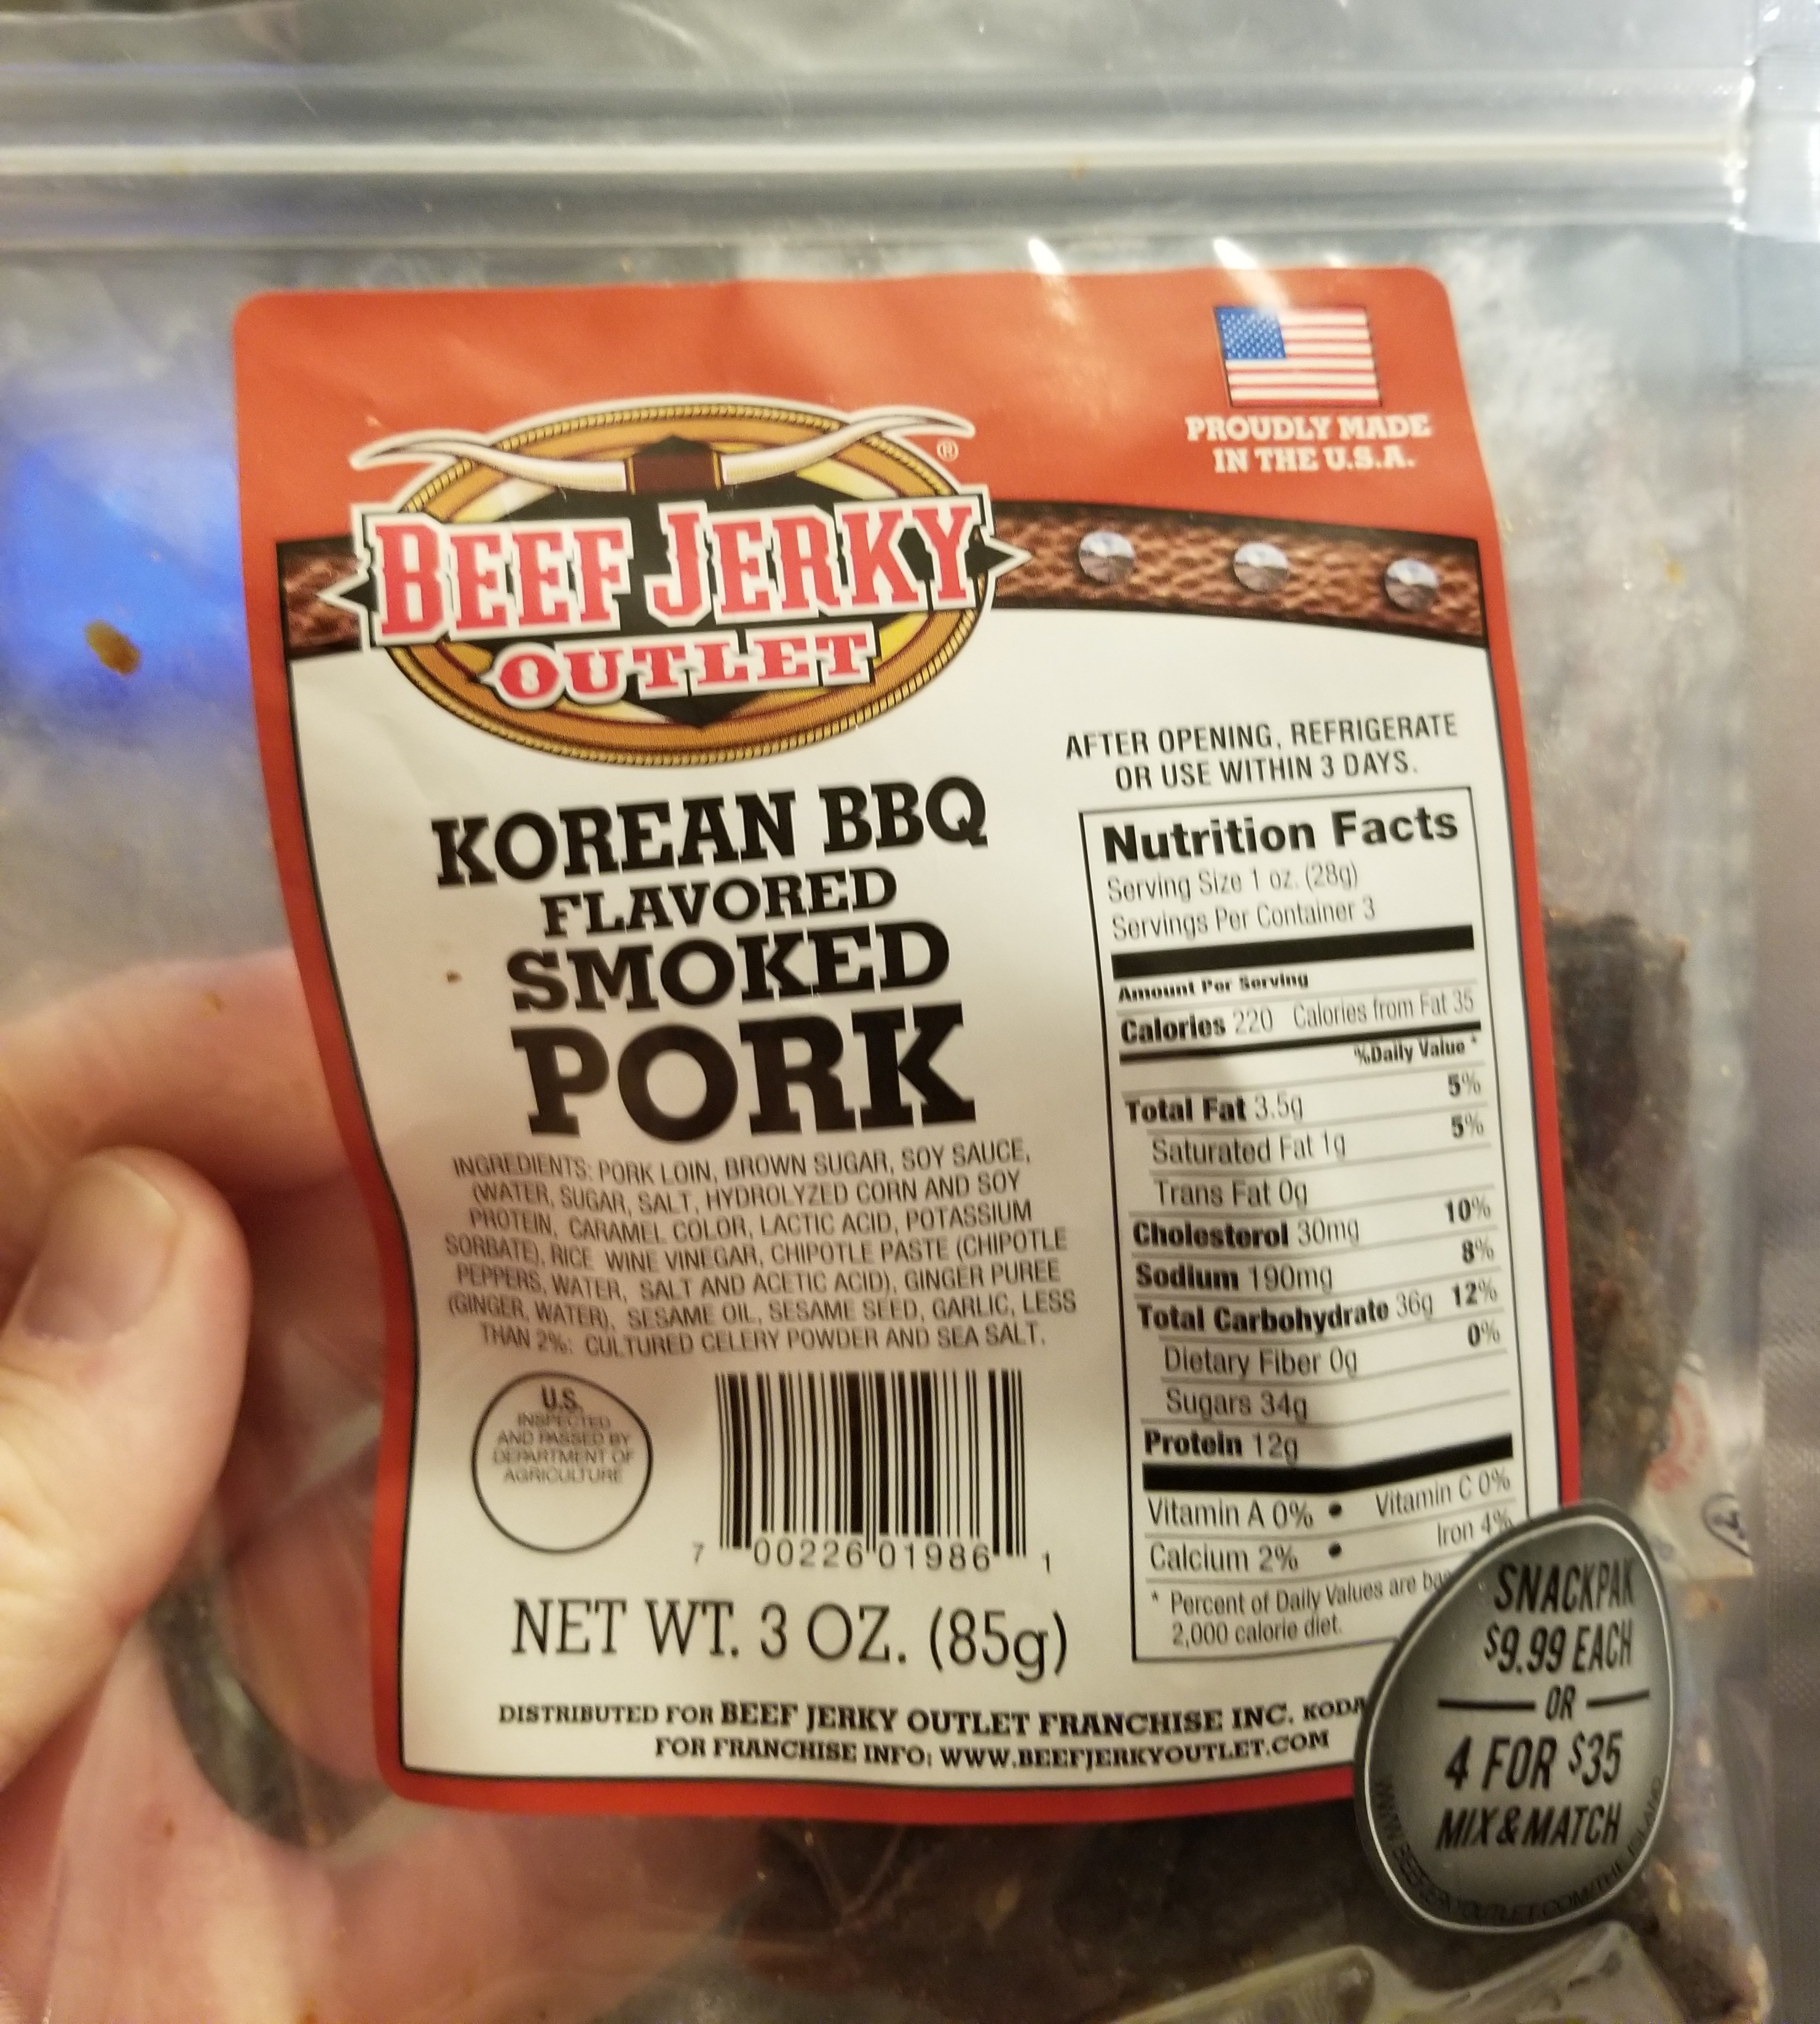 PROUDLY MADE
IN THE U.S.A.
®
BEEF JERKY
OUTLET
AFTER OPENING, REFRIGERATE
OR USE WITHIN 3 DAYS.
KOREAN BBQ
FLAVORED
SMOKED
PORK
INGREDIENTS: PORK LOIN, BROWN SUGAR, SOY SAUCE,
(WATER, SUGAR, SALT, HYDROLYZED CORN AND SOY
PROTEIN, CARAMEL COLOR, LACTIC ACID, POTASSIUM
SORBATE), RICE WINE VINEGAR, CHIPOTLE PASTE (CHIPOTLE
PEPPERS, WATER, SALT AND ACETIC ACID), GINGER PUREE
(GINGER, WATER), SESAME OIL, SESAME SEED, GARLIC, LESS
THAN 2%: CULTURED CELERY POWDER AND SEA SALT.
U.S.
INSPECTED
AND PASSED BY
DEPARTMENT OF
AGRICULTURE
7 00226 01986 1
NET WT. 3 OZ. (85g)
Nutrition Facts
Serving Size 1 oz. (28g)
Servings Per Container 3
Amount Per Serving
Calories 220 Calories from Fat 35
%Daily Value*
Total Fat 3.5g 5%
Saturated Fat 1g 5%
Trans Fat 0g
Cholesterol 30mg 10%
Sodium 190mg 8%
Total Carbohydrate 36g 12%
Dietary Fiber 0g 0%
Sugars 34g
Protein 12g
Vitamin A 0% • Vitamin C 0%
Calcium 2% • Iron 4%
* Percent of Daily Values are ba
2,000 calorie diet.
DISTRIBUTED FOR BEEF JERKY OUTLET FRANCHISE INC. KODA
FOR FRANCHISE INFO: WWW.BEEFJERKYOUTLET.COM
SNACKPAK
$9.99 EACH
OR
4 FOR $35
MIX & MATCH